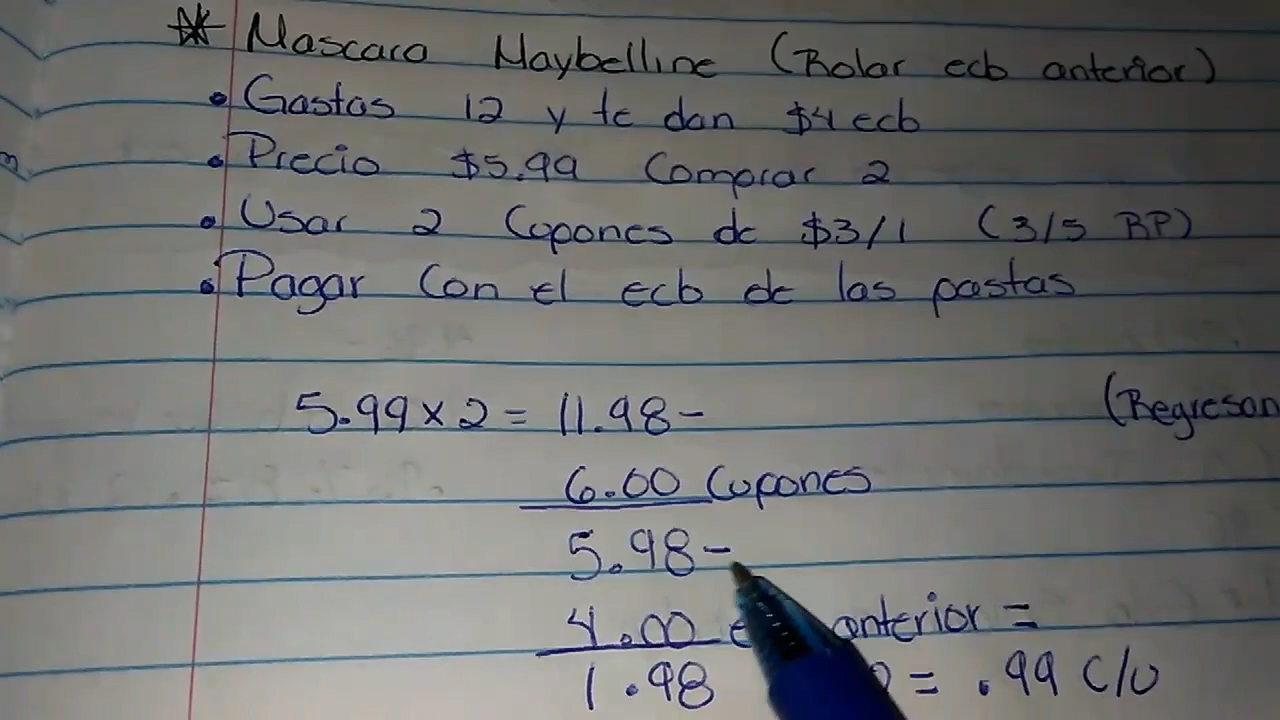 * Mascara Maybelline (Rolar ecb anterior)
• Gastas 12 y te dan $4 ecb
• Precio $5.99 Comprar 2
• Usar 2 Cupones de $3/1 (3/5 RP)
• Pagar con el ecb de las pastas
5.99 x 2 = 11.98 - (Regresan
6.00 Cupones
5.98 -
4.00 anterior =
1.98 = .99 c/u